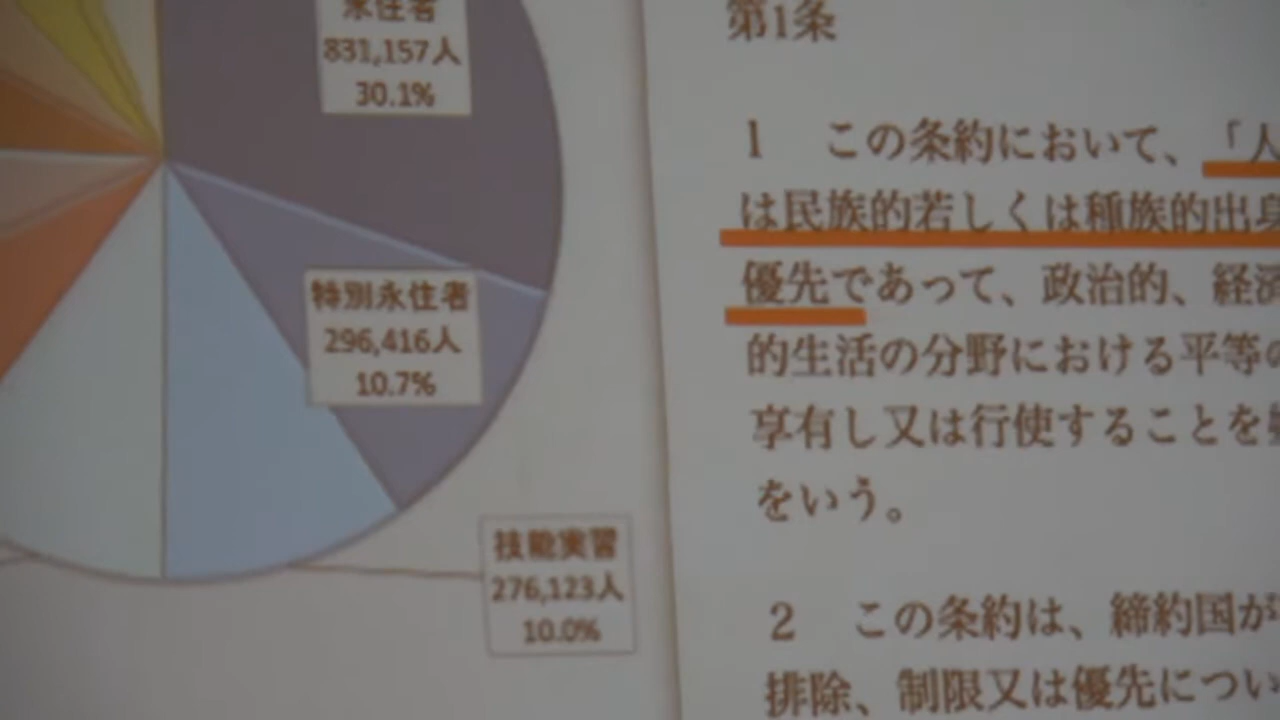 永住者
831,157人
30.1%
特別永住者
296,416人
10.7%
技能実習
276,123人
10.0%
第1条
1 この条約において、「人
は民族的若しくは種族的出身
優先であって、政治的、経済
的生活の分野における平等の
享有し又は行使することを
をいう。
2 この条約は、締約国が
排除、制限又は優先につい